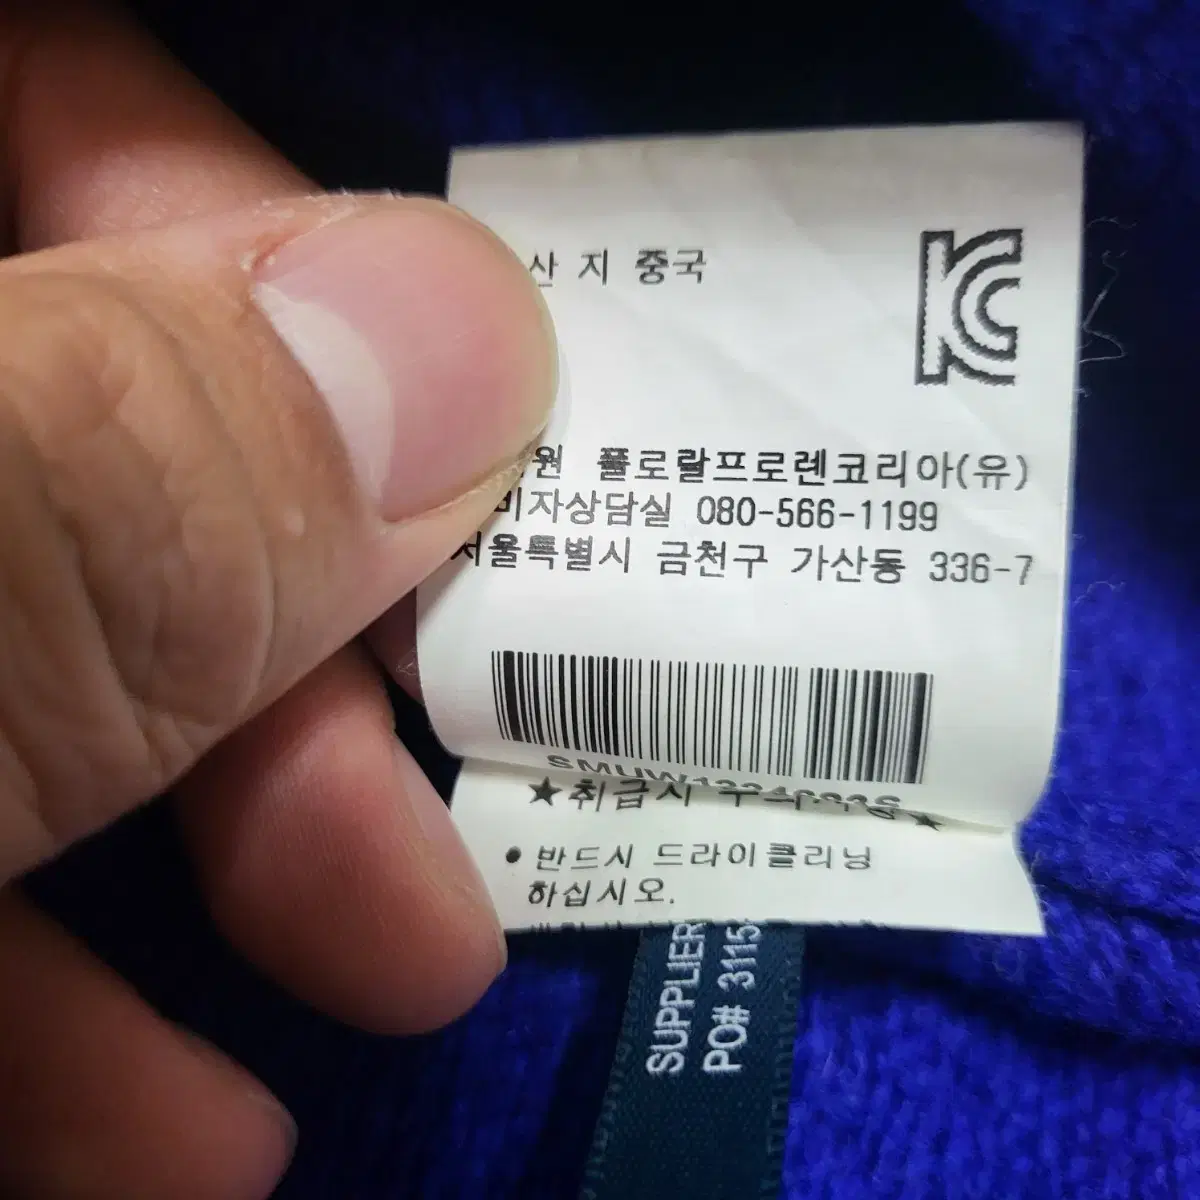 산 지 중국
KC
원 폴로랄프로렌코리아(유)
비자상담실 080-566-1199
서울특별시 금천구 가산동 336-7
★취급시 ★
• 반드시 드라이클리닝
하십시오.
SUPPLIER
PO# 3115